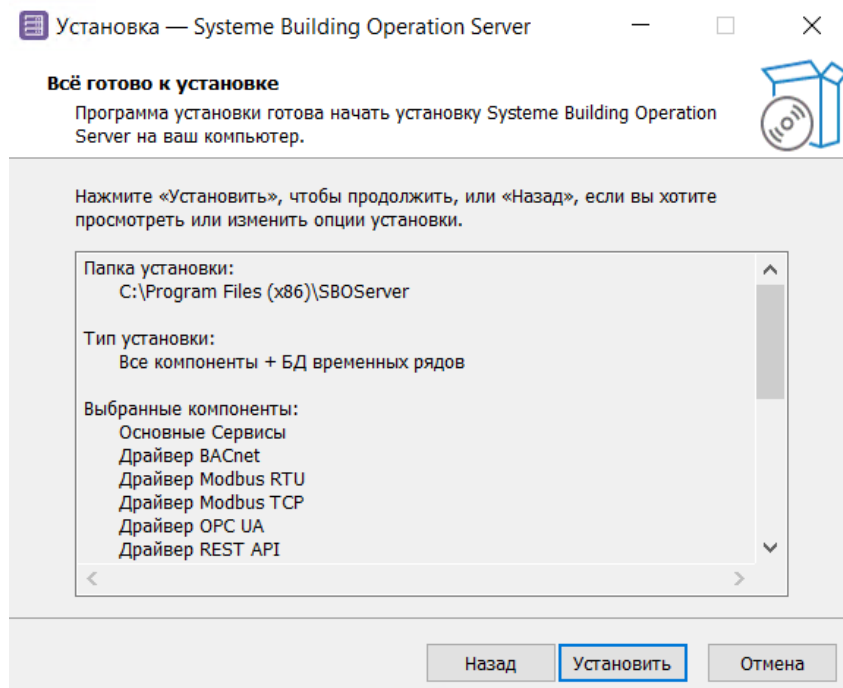 Установка — Systeme Building Operation Server
Всё готово к установке
Программа установки готова начать установку Systeme Building Operation
Server на ваш компьютер.
Нажмите «Установить», чтобы продолжить, или «Назад», если вы хотите
просмотреть или изменить опции установки.
Папка установки:
C:\Program Files (x86)\SBOServer
Тип установки:
Все компоненты + БД временных рядов
Выбранные компоненты:
Основные Сервисы
Драйвер BACnet
Драйвер Modbus RTU
Драйвер Modbus TCP
Драйвер OPC UA
Драйвер REST API
Назад
Установить
Отмена